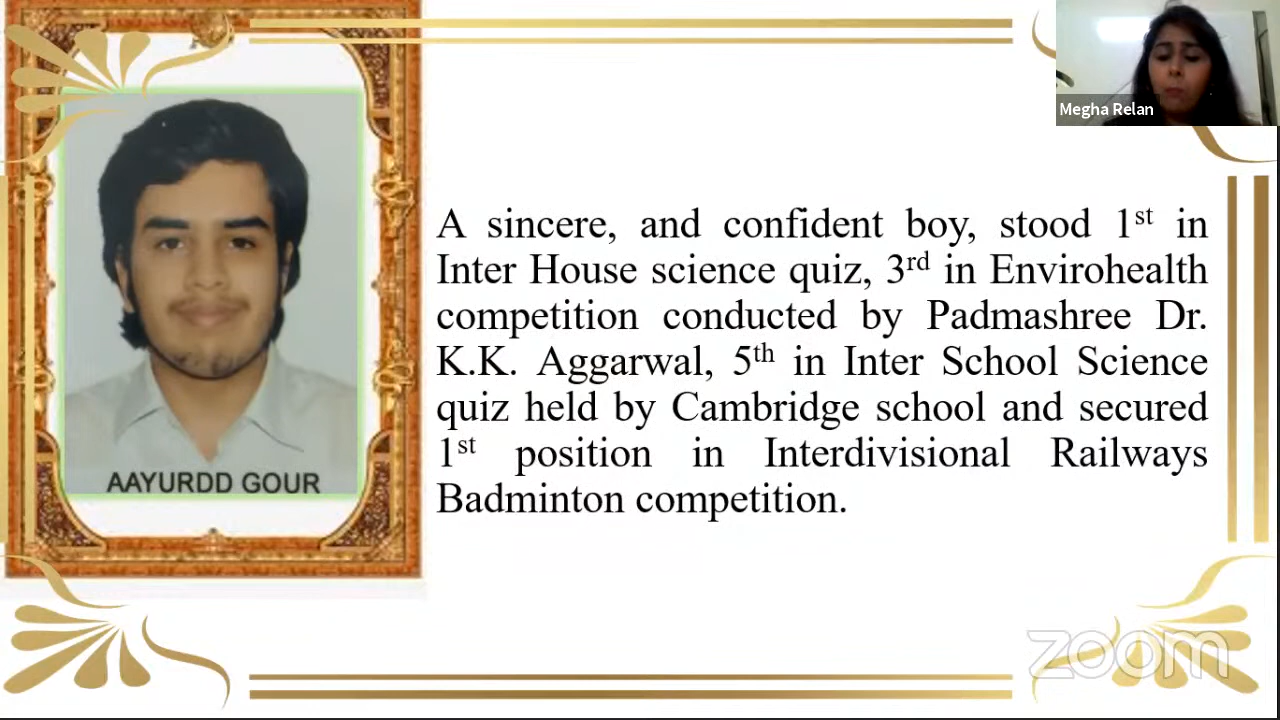 Megha Relan
A sincere, and confident boy, stood 1st in
Inter House science quiz, 3rd in Envirohealth
competition conducted by Padmashree Dr.
K.K. Aggarwal, 5th in Inter School Science
quiz held by Cambridge school and secured
1st position in Interdivisional Railways
Badminton competition.
AAYURDD GOUR
zoom